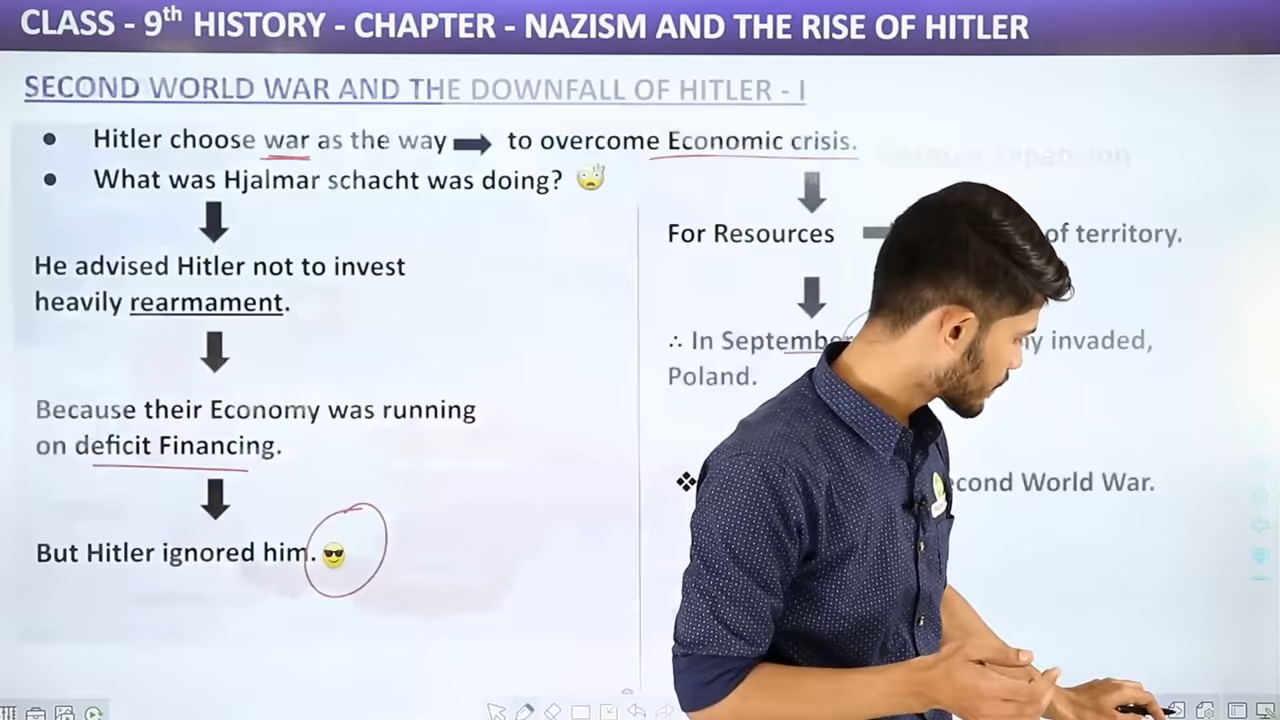 CLASS - 9th HISTORY - CHAPTER - NAZISM AND THE RISE OF HITLER
SECOND WORLD WAR AND THE DOWNFALL OF HITLER - I
• Hitler choose war as the way ➡ to overcome Economic crisis.
• What was Hjalmar schacht was doing?
He advised Hitler not to invest
heavily rearmament.
Because their Economy was running
on deficit Financing.
But Hitler ignored him.
For Resources of territory.
∴ In September invaded,
Poland.
❖ Second World War.